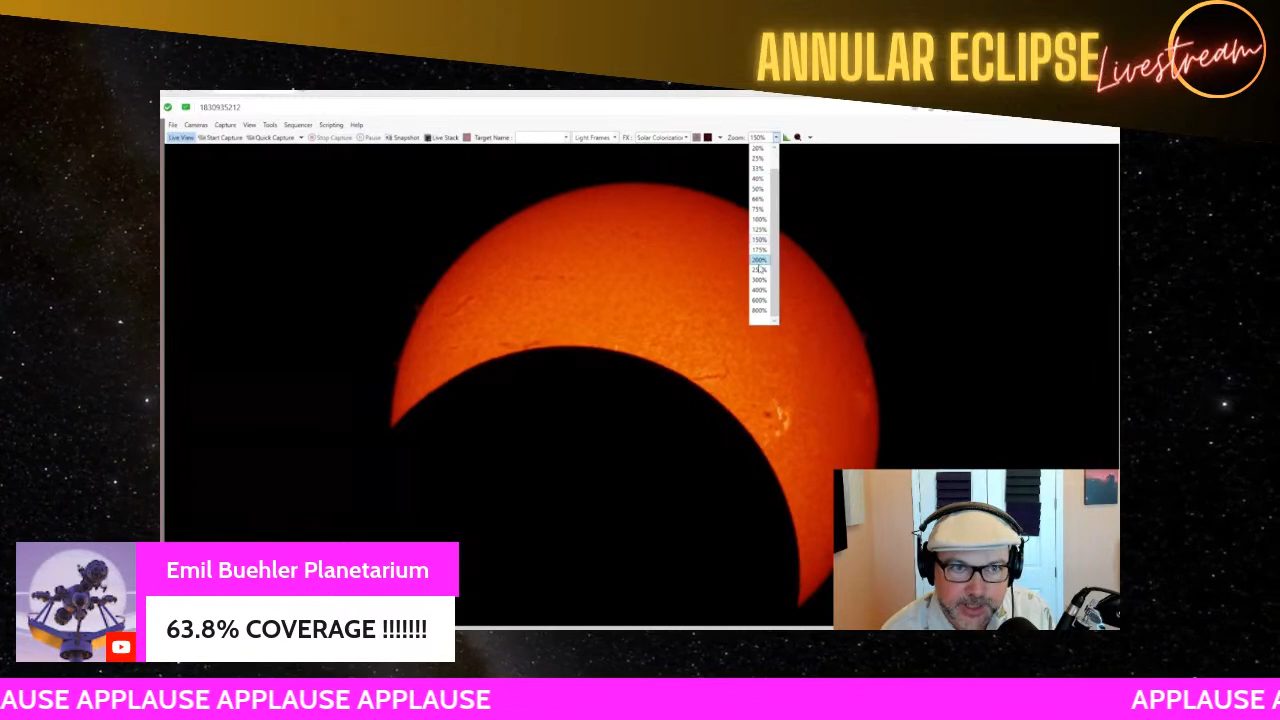 ANNULAR ECLIPSE
Livestream
1830935212
File Cameras Capture View Tools Sequencer Scripting Help
Live View Start Capture Quick Capture Stop Capture Pause Snapshot Live Stack Target Name : Light Frames FX : Solar Colorization Zoom: 150%
20%
25%
33%
40%
50%
66%
75%
100%
125%
150%
175%
200%
300%
400%
600%
800%
Emil Buehler Planetarium
63.8% COVERAGE !!!!!!!
AUSE APPLAUSE APPLAUSE APPLAUSE APPLAUSE A